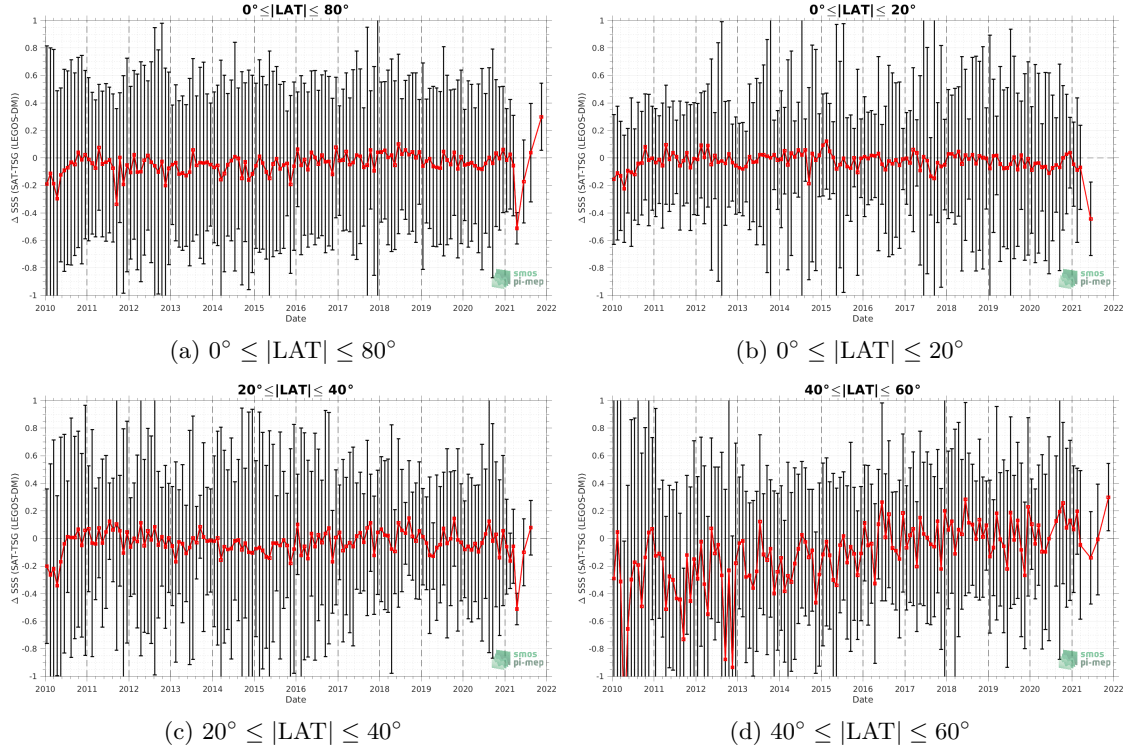 0°≤|LAT|≤ 80°
Δ SSS (SAT-TSG (LEGOS-DM))
1
0.8
0.6
0.4
0.2
0
-0.2
-0.4
-0.6
-0.8
-1
2010 2011 2012 2013 2014 2015 2016 2017 2018 2019 2020 2021 2022
Date
smos
pi-mep
(a) 0° ≤ |LAT| ≤ 80°
0°≤|LAT|≤ 20°
Δ SSS (SAT-TSG (LEGOS-DM))
1
0.8
0.6
0.4
0.2
0
-0.2
-0.4
-0.6
-0.8
-1
2010 2011 2012 2013 2014 2015 2016 2017 2018 2019 2020 2021 2022
Date
smos
pi-mep
(b) 0° ≤ |LAT| ≤ 20°
20°≤|LAT|≤ 40°
Δ SSS (SAT-TSG (LEGOS-DM))
1
0.8
0.6
0.4
0.2
0
-0.2
-0.4
-0.6
-0.8
-1
2010 2011 2012 2013 2014 2015 2016 2017 2018 2019 2020 2021 2022
Date
smos
pi-mep
(c) 20° ≤ |LAT| ≤ 40°
40°≤|LAT|≤ 60°
Δ SSS (SAT-TSG (LEGOS-DM))
1
0.8
0.6
0.4
0.2
0
-0.2
-0.4
-0.6
-0.8
-1
2010 2011 2012 2013 2014 2015 2016 2017 2018 2019 2020 2021 2022
Date
smos
pi-mep
(d) 40° ≤ |LAT| ≤ 60°